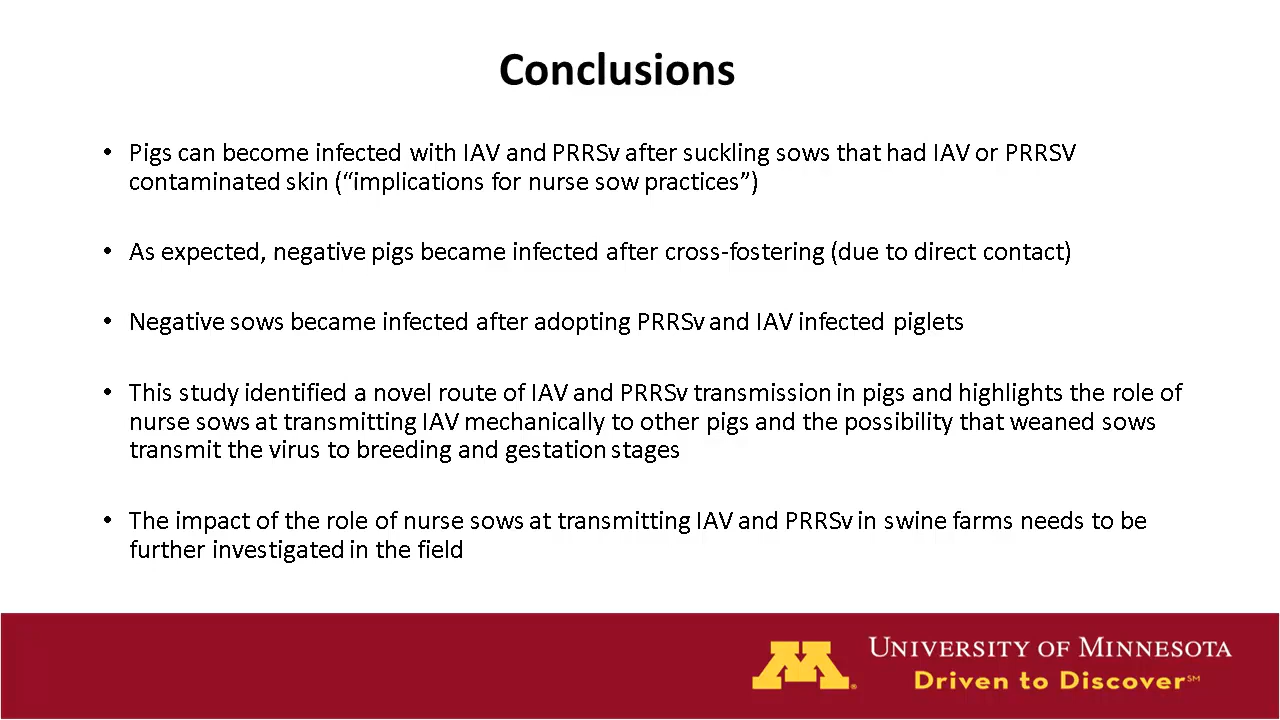 Conclusions
• Pigs can become infected with IAV and PRRSv after suckling sows that had IAV or PRRSV
contaminated skin (“implications for nurse sow practices”)
• As expected, negative pigs became infected after cross-fostering (due to direct contact)
• Negative sows became infected after adopting PRRSv and IAV infected piglets
• This study identified a novel route of IAV and PRRSv transmission in pigs and highlights the role of
nurse sows at transmitting IAV mechanically to other pigs and the possibility that weaned sows
transmit the virus to breeding and gestation stages
• The impact of the role of nurse sows at transmitting IAV and PRRSv in swine farms needs to be
further investigated in the field
M®
UNIVERSITY OF MINNESOTA
Driven to Discover℠